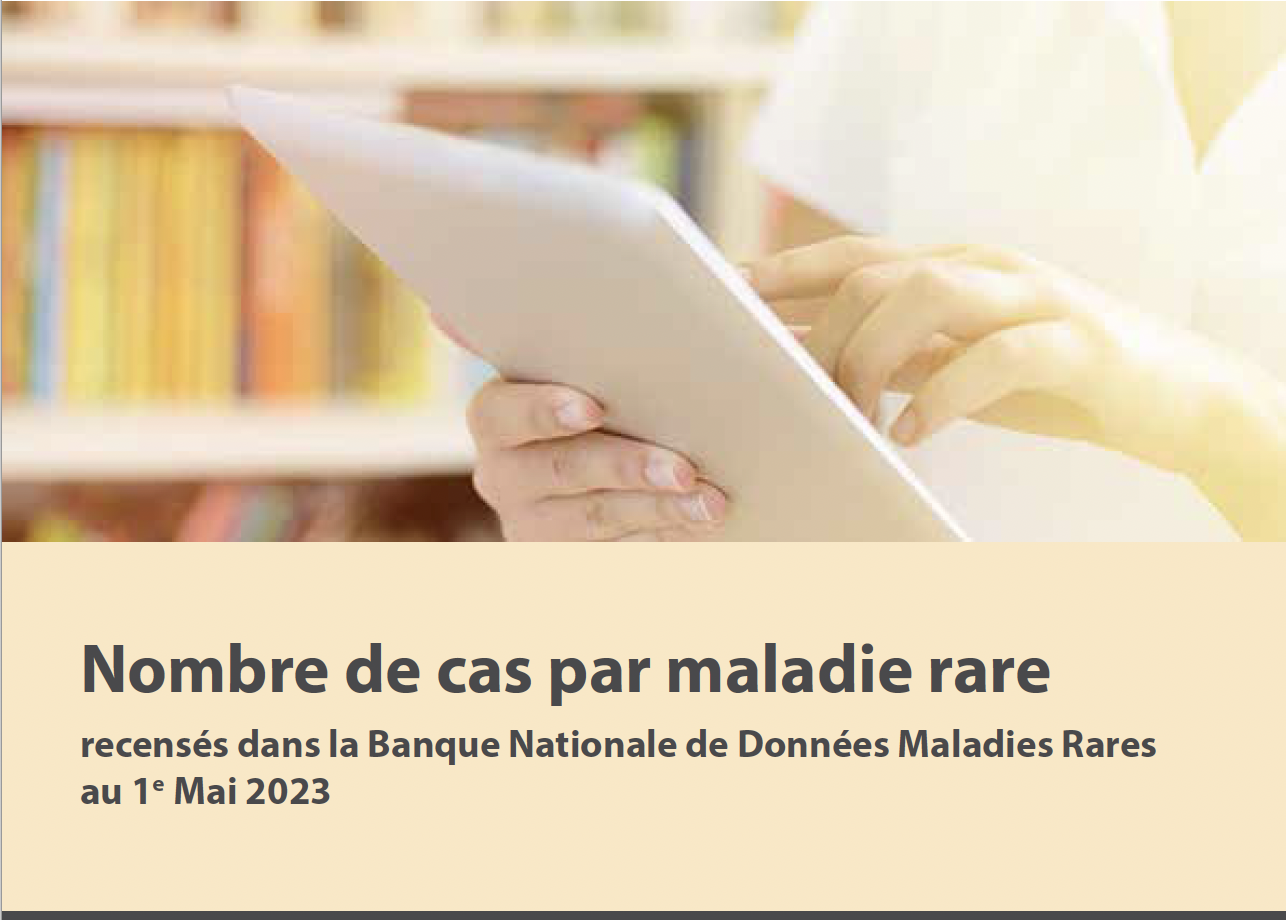 Nombre de cas par maladie rare
recensés dans la Banque Nationale de Données Maladies Rares
au 1e Mai 2023